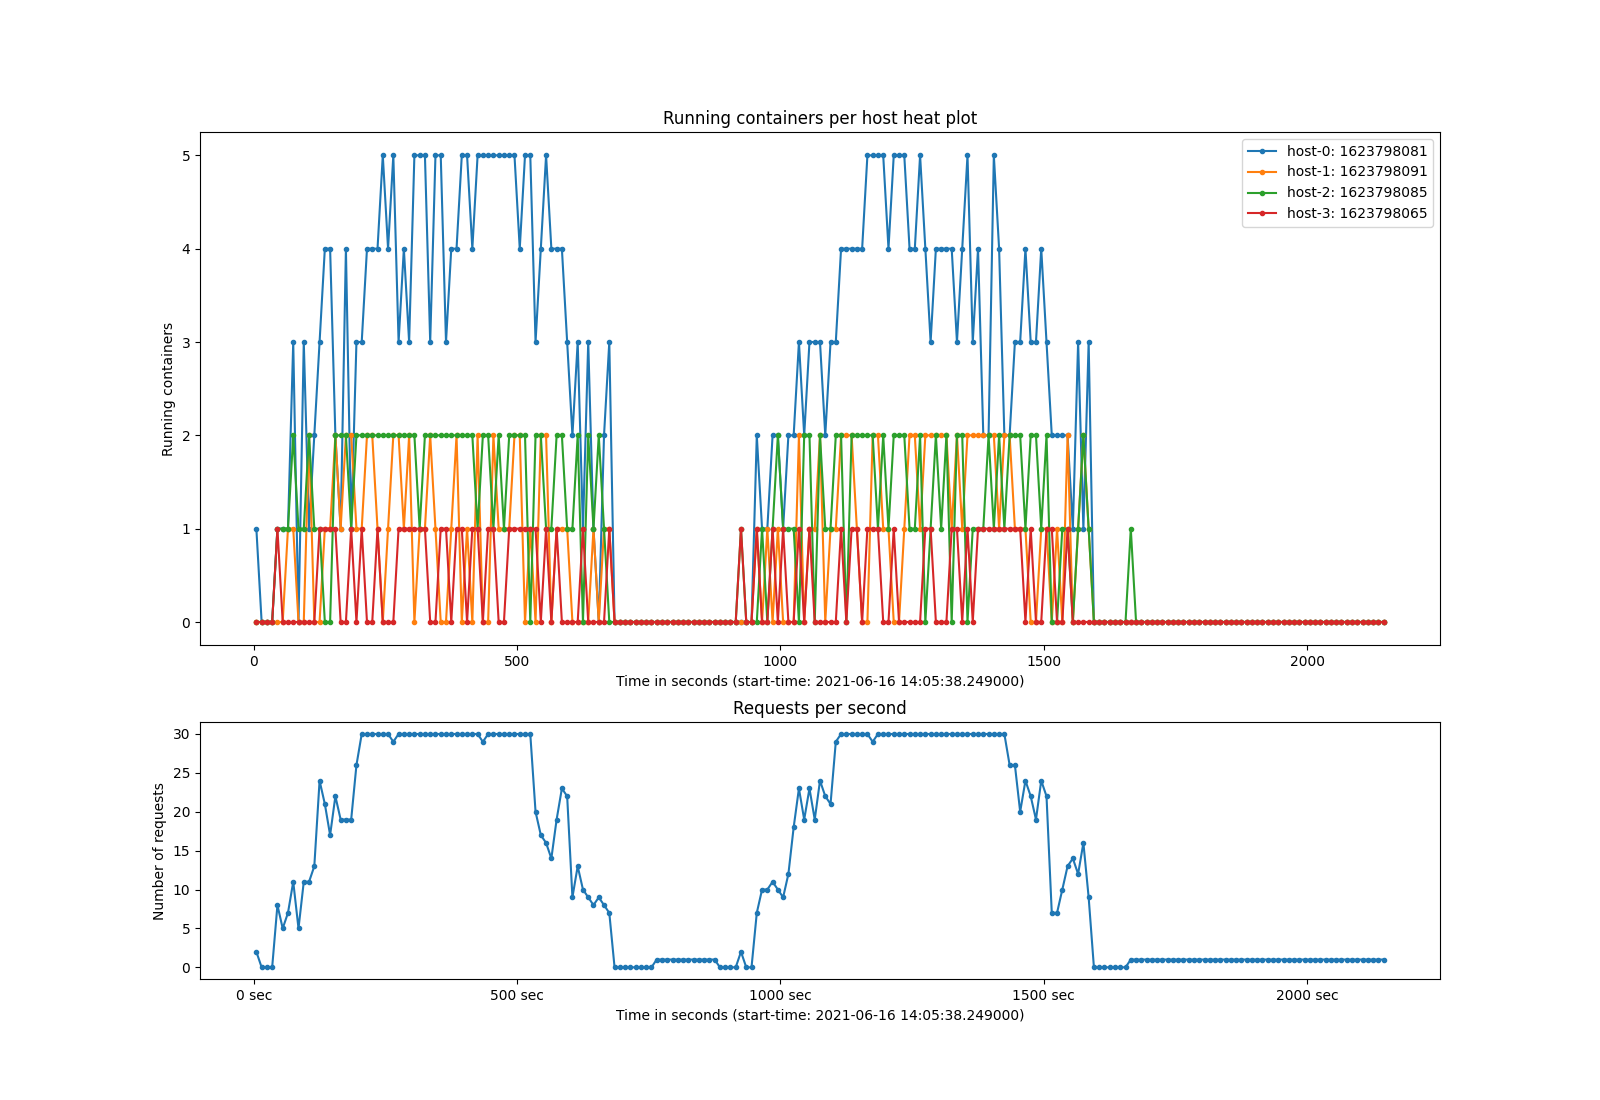 Running containers per host heat plot
5
4
3
2
1
0
Running containers
host-0: 1623798081
host-1: 1623798091
host-2: 1623798085
host-3: 1623798065
0 500 1000 1500 2000
Time in seconds (start-time: 2021-06-16 14:05:38.249000)
Requests per second
30
25
20
15
10
5
0
Number of requests
0 sec 500 sec 1000 sec 1500 sec 2000 sec
Time in seconds (start-time: 2021-06-16 14:05:38.249000)